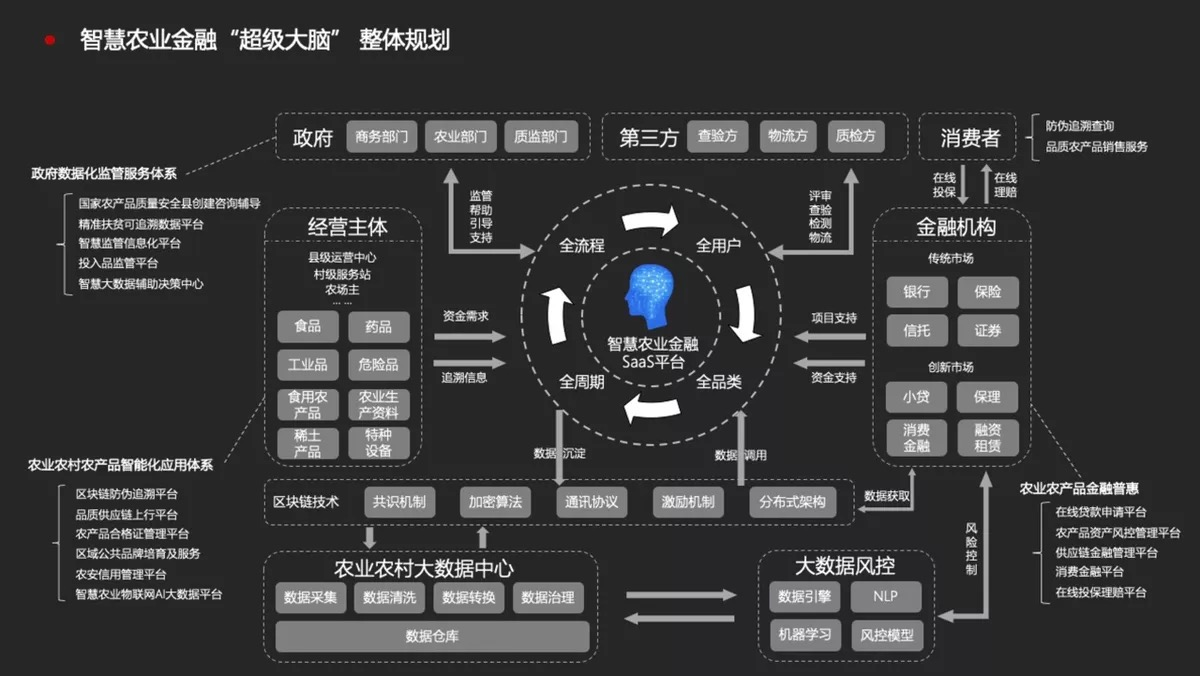 智慧农业金融“超级大脑” 整体规划
政府
商务部门
农业部门
质监部门
第三方
查验方
物流方
质检方
消费者
防伪追溯查询
品质农产品销售服务
政府数据化监管服务体系
国家农产品质量安全县创建咨询辅导
精准扶贫可追溯数据平台
智慧监管信息化平台
投入品监管平台
智慧大数据辅助决策中心
监管
帮助
引导
支持
评审
查验
检测
物流
在线
投保
在线
理赔
经营主体
县级运营中心
村级服务站
农场主
... ...
食品
药品
工业品
危险品
食用农
产品
农业生
产资料
稀土
产品
特种
设备
资金需求
追溯信息
全流程
全用户
全周期
全品类
智慧农业金融
SaaS平台
项目支持
资金支持
金融机构
传统市场
银行
保险
信托
证券
创新市场
小贷
保理
消费
金融
融资
租赁
数据沉淀
数据调用
农业农村农产品智能化应用体系
区块链防伪追溯平台
品质供应链上行平台
农产品合格证管理平台
区域公共品牌培育及服务
农安信用管理平台
智慧农业物联网AI大数据平台
区块链技术
共识机制
加密算法
通讯协议
激励机制
分布式架构
数据获取
风险控制
农业农产品金融普惠
在线贷款申请平台
农产品资产风控管理平台
供应链金融管理平台
消费金融平台
在线投保理赔平台
农业农村大数据中心
数据采集
数据清洗
数据转换
数据治理
数据仓库
大数据风控
数据引擎
NLP
机器学习
风控模型